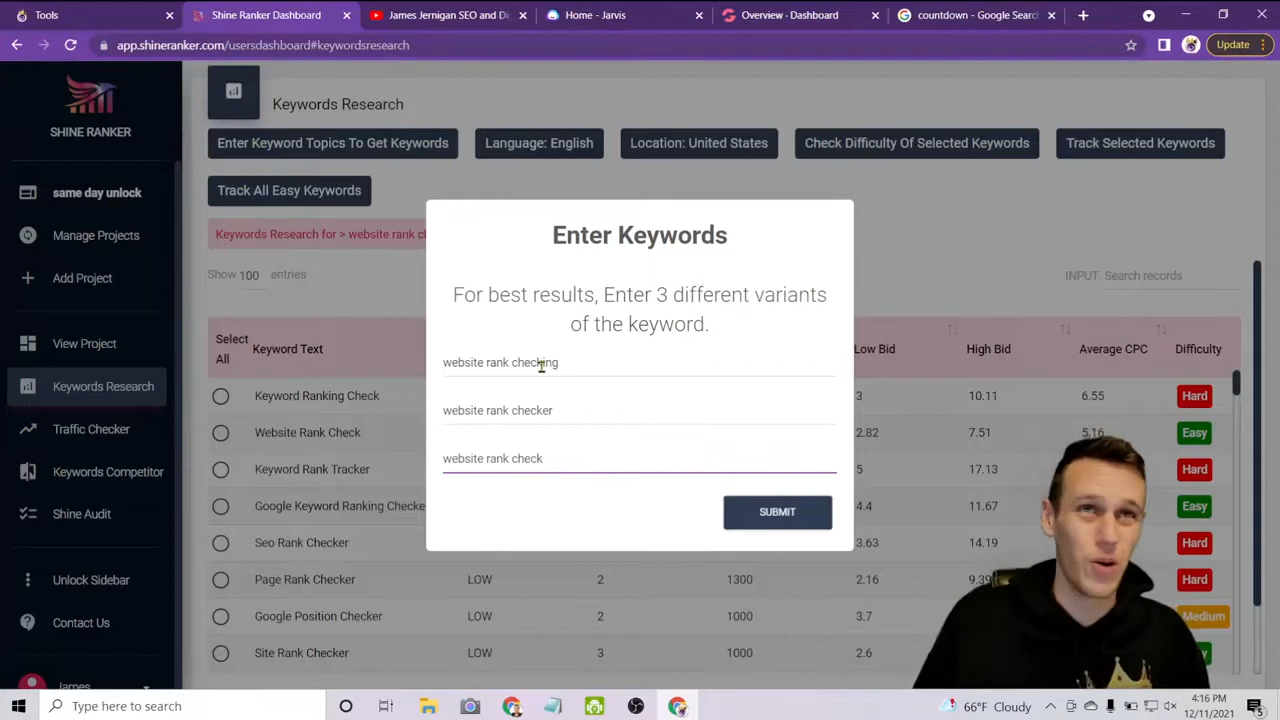 Tools
Shine Ranker Dashboard
James Jernigan SEO and Di
Home - Jarvis
Overview - Dashboard
countdown - Google Search
app.shineranker.com/usersdashboard#keywordsresearch
Update
SHINE RANKER
same day unlock
Manage Projects
Add Project
View Project
Keywords Research
Traffic Checker
Keywords Competitor
Shine Audit
Unlock Sidebar
Contact Us
James
Keywords Research
Enter Keyword Topics To Get Keywords
Language: English
Location: United States
Check Difficulty Of Selected Keywords
Track Selected Keywords
Track All Easy Keywords
Keywords Research for > website rank c
Show 100 entries
INPUT Search records
Select All
Keyword Text
Low Bid
High Bid
Average CPC
Difficulty
Keyword Ranking Check
3
10.11
6.55
Hard
Website Rank Check
2.82
7.51
5.16
Easy
Keyword Rank Tracker
5
17.13
Hard
Google Keyword Ranking Checke
4.4
11.67
Easy
Seo Rank Checker
3.63
14.19
Hard
Page Rank Checker
LOW
2
1300
2.16
9.39
Hard
Google Position Checker
LOW
2
1000
3.7
Medium
Site Rank Checker
LOW
3
1000
2.6
Enter Keywords
For best results, Enter 3 different variants
of the keyword.
website rank checking
website rank checker
website rank check
SUBMIT
Type here to search
66°F Cloudy
4:16 PM
12/11/2021
5